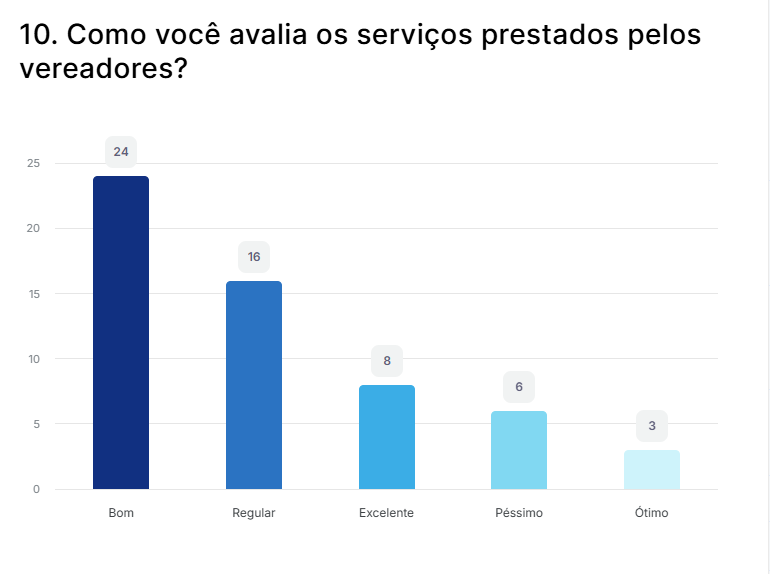 10. Como você avalia os serviços prestados pelos
vereadores?
24
25
20
16
15
10
8
6
5
3
0
Bom
Regular
Excelente
Péssimo
Ótimo